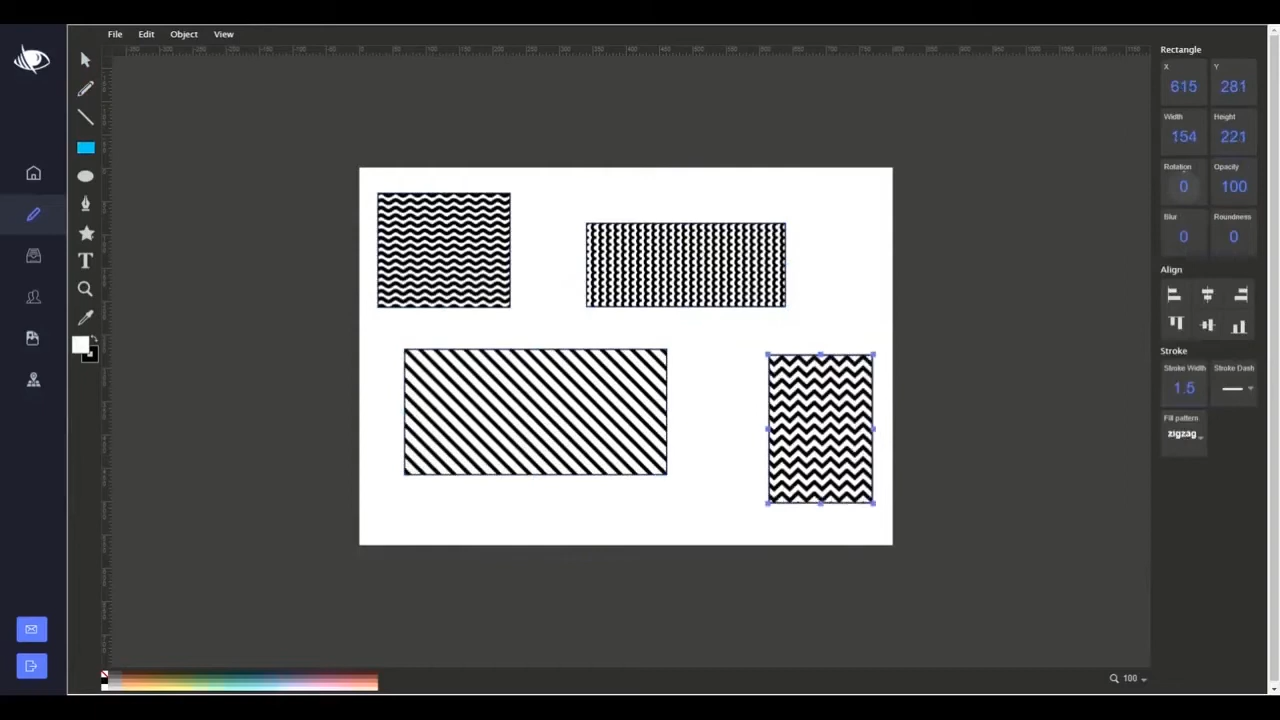 File Edit Object View
Rectangle
X Y
615 281
Width Height
154 221
Rotation Opacity
0 100
Blur Roundness
0 0
Align
Stroke
Stroke Width Stroke Dash
1.5
Fill pattern
zigzag
T
100